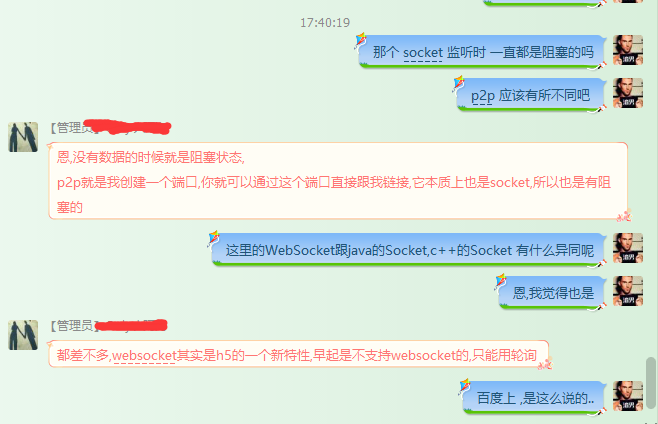 17:40:19
那个 socket 监听时 一直都是阻塞的吗
p2p 应该有所不同吧
【管理员】
恩,没有数据的时候就是阻塞状态,
p2p就是我创建一个端口,你就可以通过这个端口直接跟我链接,它本质上也是socket,所以也是有阻
塞的
这里的WebSocket跟java的Socket,c++的Socket 有什么异同呢
恩,我觉得也是
【管理员】
都差不多,websocket其实是h5的一个新特性,早起是不支持websocket的,只能用轮询
百度上 ,是这么说的..